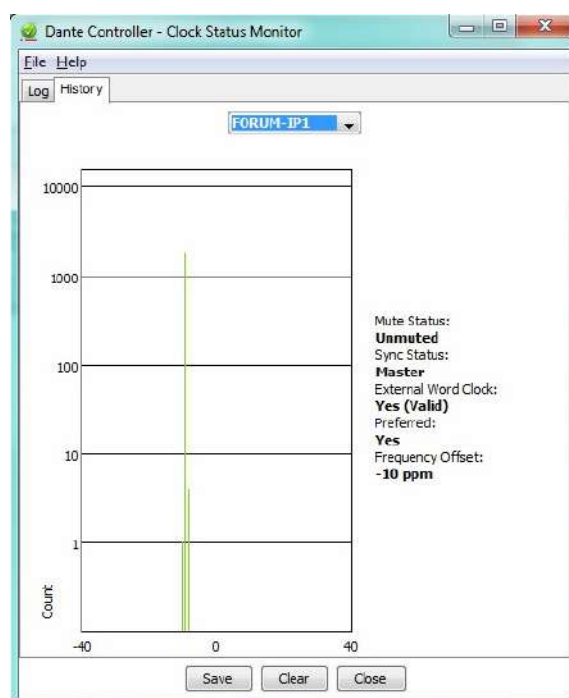 Dante Controller - Clock Status Monitor
File Help
Log History
FORUM-IP1
10000
1000
100
10
1
Count
-40 0 40
Mute Status:
Unmuted
Sync Status:
Master
External Word Clock:
Yes (Valid)
Preferred:
Yes
Frequency Offset:
-10 ppm
Save Clear Close